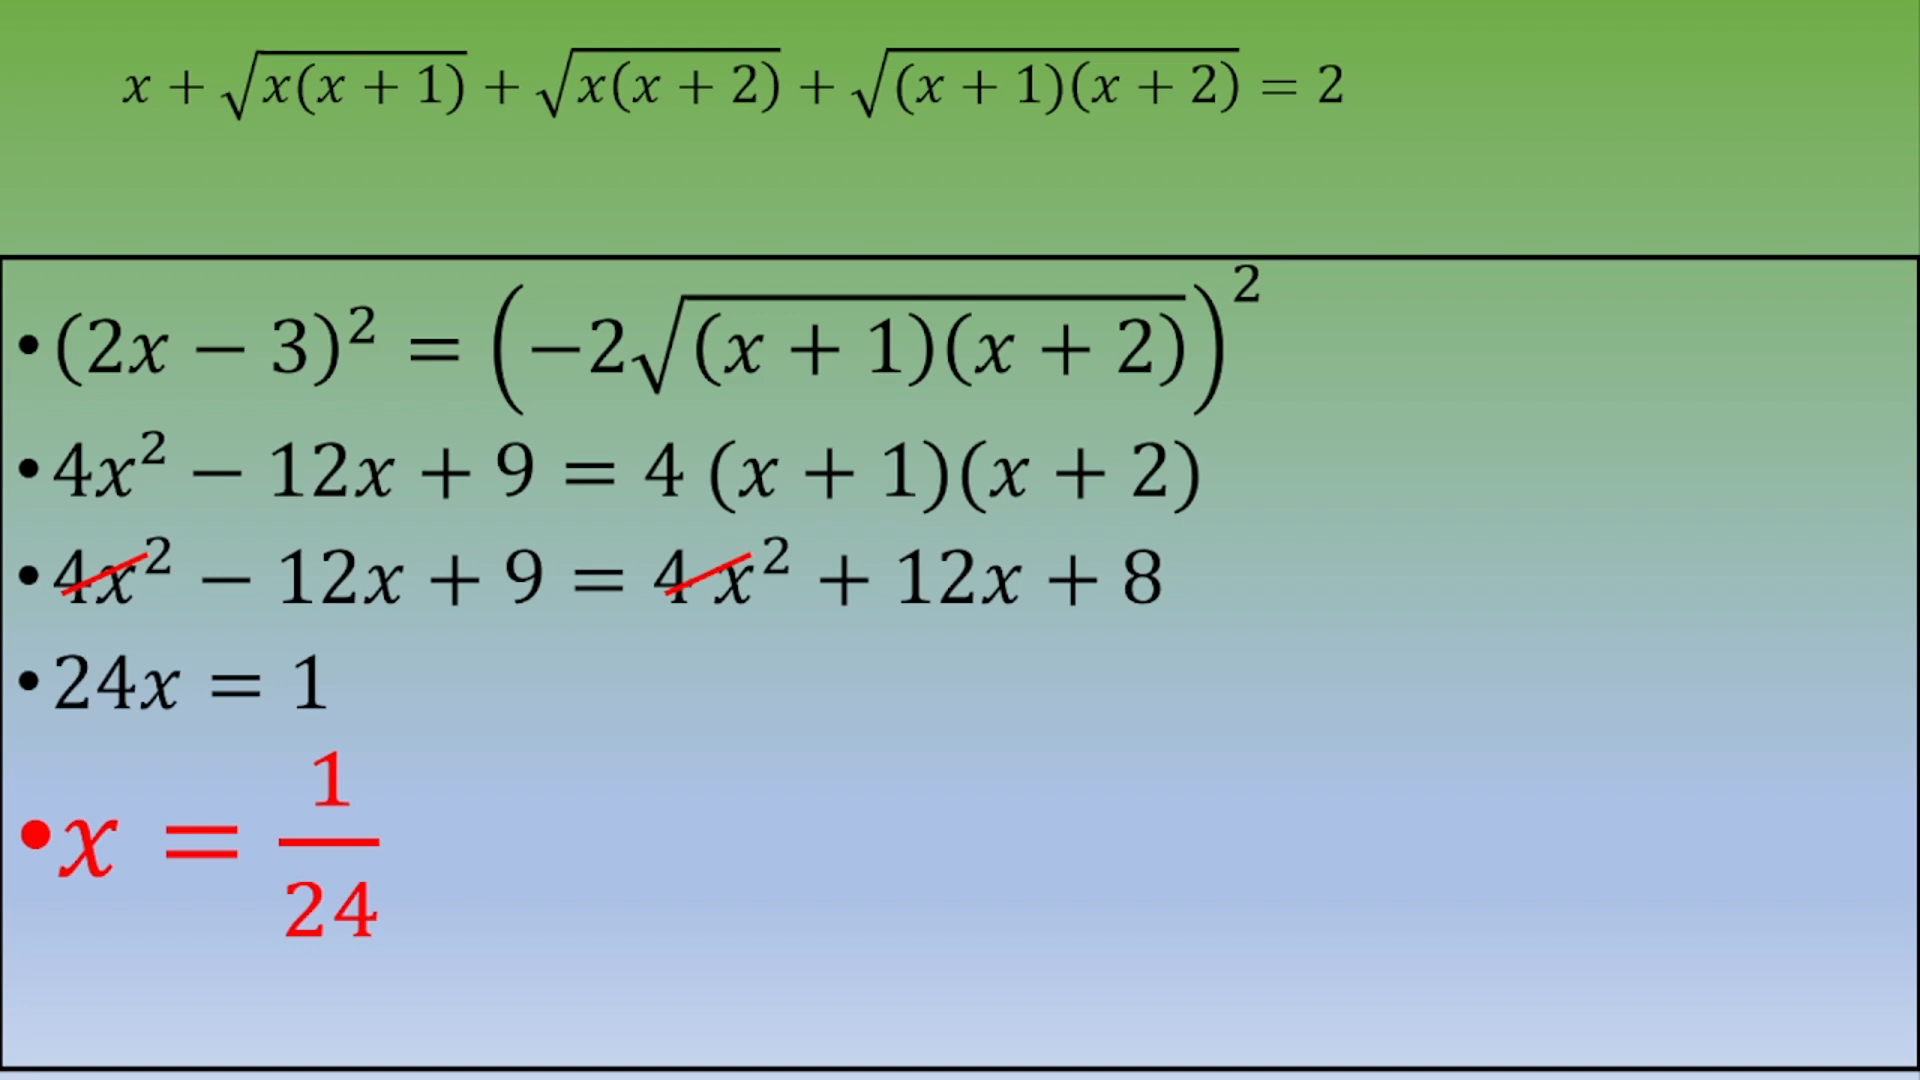 x + √(x(x + 1)) + √(x(x + 2)) + √((x + 1)(x + 2)) = 2
• (2x − 3)² = (−2√((x + 1)(x + 2)))²
• 4x² − 12x + 9 = 4 (x + 1)(x + 2)
• 4x² − 12x + 9 = 4 x² + 12x + 8
• 24x = 1
• x = 1/24